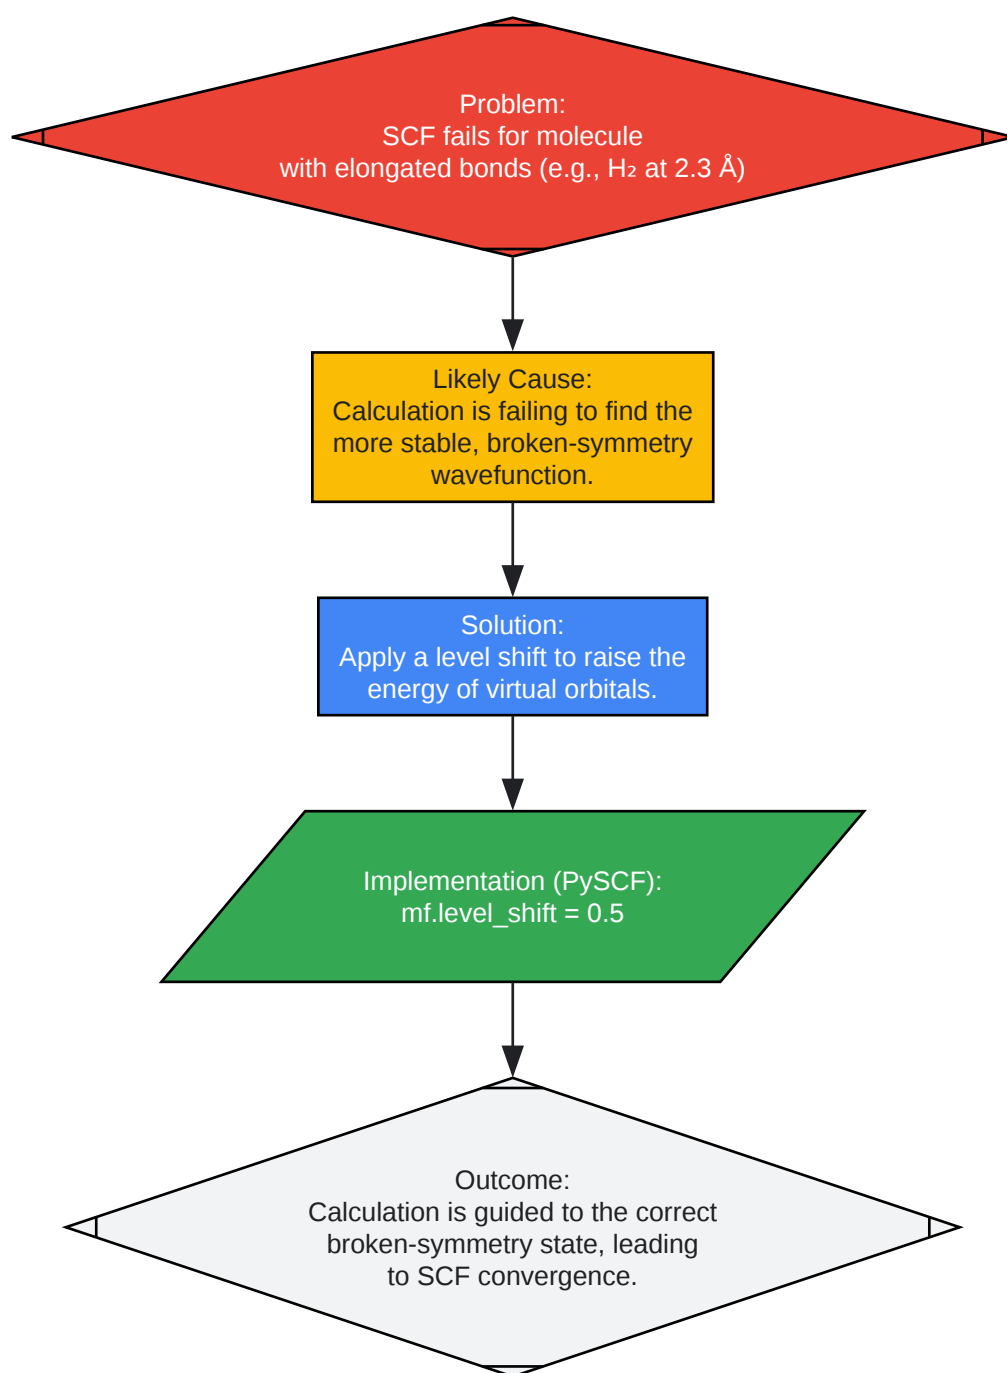 Problem:
SCF fails for molecule
with elongated bonds (e.g., H₂ at 2.3 Å)
Likely Cause:
Calculation is failing to find the
more stable, broken-symmetry
wavefunction.
Solution:
Apply a level shift to raise the
energy of virtual orbitals.
Implementation (PySCF):
mf.level_shift = 0.5
Outcome:
Calculation is guided to the correct
broken-symmetry state, leading
to SCF convergence.